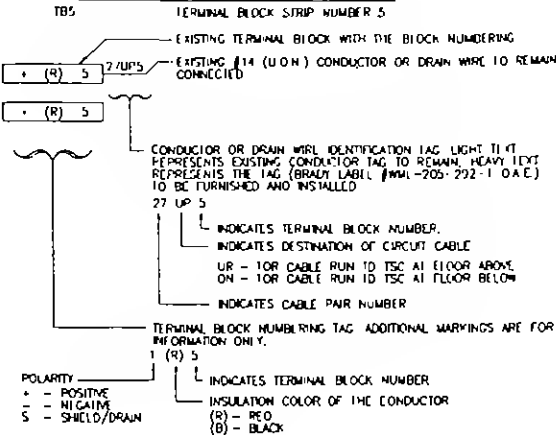 TB5 TERMINAL BLOCK STRIP NUMBER 5
EXISTING TERMINAL BLOCK WITH THE BLOCK NUMBERING
+ (R) 5
27UP5
EXISTING #14 (U O N ) CONDUCTOR OR DRAIN WIRE TO REMAIN
CONNECTED
(R) 5
CONDUCTOR OR DRAIN WIRE IDENTIFICATION TAG LIGHT TEXT
REPRESENTS EXISTING CONDUCTOR TAG TO REMAIN, HEAVY TEXT
REPRESENTS THE TAG (BRADY LABEL #WML-205-292-1 O A E)
TO BE FURNISHED AND INSTALLED
27 UP 5
INDICATES TERMINAL BLOCK NUMBER.
INDICATES DESTINATION OF CIRCUIT CABLE
UP - FOR CABLE RUN TO TSC AT FLOOR ABOVE,
DN - FOR CABLE RUN TO TSC AT FLOOR BELOW
INDICATES CABLE PAIR NUMBER
TERMINAL BLOCK NUMBERING TAG ADDITIONAL MARKINGS ARE FOR
INFORMATION ONLY.
(R) 5
POLARITY
+ - POSITIVE
- - NEGATIVE
S - SHIELD/DRAIN
INDICATES TERMINAL BLOCK NUMBER
INSULATION COLOR OF THE CONDUCTOR
(R) - RED
(B) - BLACK